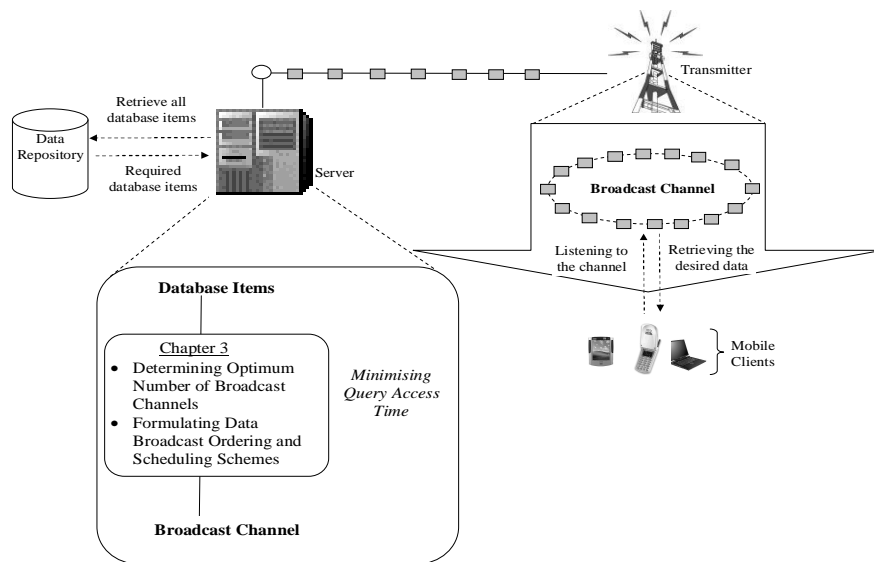 Transmitter
Retrieve all
database items
Data
Repository
Required
database items
Server
Broadcast Channel
Listening to
the channel
Retrieving the
desired data
Mobile
Clients
Database Items
Chapter 3
• Determining Optimum
Number of Broadcast
Channels
• Formulating Data
Broadcast Ordering and
Scheduling Schemes
Minimising
Query Access
Time
Broadcast Channel